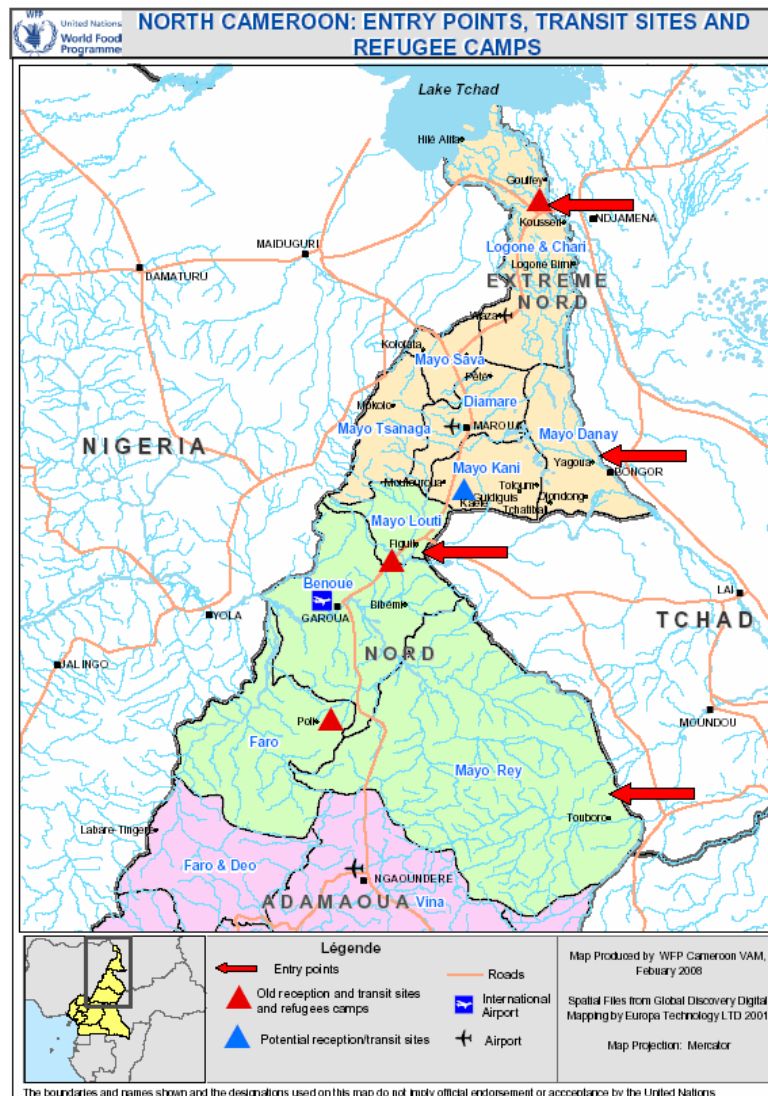 WFP
United Nations
World Food
Programme
NORTH CAMEROON: ENTRY POINTS, TRANSIT SITES AND
REFUGEE CAMPS
Lake Tchad
Hilé Alifa
Goulfey
Kousseri
NDJAMENA
MAIDUGURI
Logone & Chari
Logone Birni
DAMATURU
EXTREME
NORD
Waza
Kolofata
Mayo Sava
Pété
Diamare
Mokolo
Mayo Tsanaga
MAROUA
Mayo Danay
NIGERIA
Yagoua
BONGOR
Mayo Kani
Moulouroua
Toloum
Guidiguis
Djondong
Kaélé
Tchatibal
Mayo Louti
Figuil
Benoue
LAI
GAROUA
Bibémi
YOLA
TCHAD
NORD
JALINGO
MOUNDOU
Poli
Faro
Mayo Rey
Touboro
Labare-Tingere
Faro & Deo
NGAOUNDERE
ADAMAOUA
Vina
Légende
Entry points
Old reception and transit sites
and refugees camps
Potential reception/transit sites
Roads
International
Airport
Airport
Map Produced by WFP Cameroon VAM,
Febuary 2008
Spatial Files from Global Discovery Digital
Mapping by Europa Technology LTD 2001
Map Projection: Mercator
The boundaries and names shown and the designations used on this map do not imply official endorsement or accceptance by the United Nations